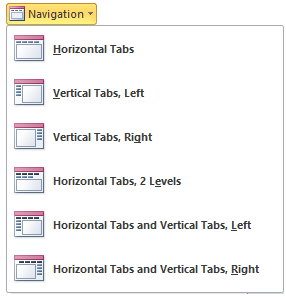 Navigation
Horizontal Tabs
Vertical Tabs, Left
Vertical Tabs, Right
Horizontal Tabs, 2 Levels
Horizontal Tabs and Vertical Tabs, Left
Horizontal Tabs and Vertical Tabs, Right